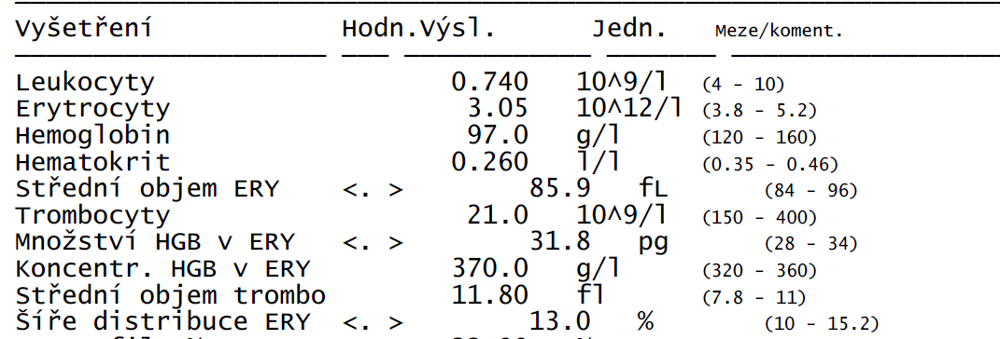 Vyšetření Hodn.Výsl. Jedn. Meze/koment.
Leukocyty 0.740 10^9/l (4 - 10)
Erytrocyty 3.05 10^12/l (3.8 - 5.2)
Hemoglobin 97.0 g/l (120 - 160)
Hematokrit 0.260 l/l (0.35 - 0.46)
Střední objem ERY <. > 85.9 fL (84 - 96)
Trombocyty 21.0 10^9/l (150 - 400)
Množství HGB v ERY <. > 31.8 pg (28 - 34)
Koncentr. HGB v ERY 370.0 g/l (320 - 360)
Střední objem trombo 11.80 fl (7.8 - 11)
Šíře distribuce ERY <. > 13.0 % (10 - 15.2)